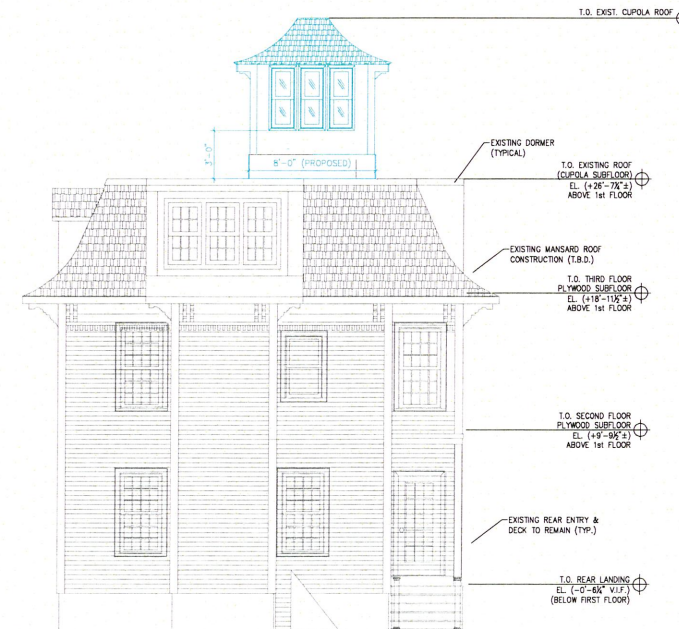 T.O. EXIST. CUPOLA ROOF
3'-0"
8'-0" (PROPOSED)
EXISTING DORMER
(TYPICAL)
T.O. EXISTING ROOF
(CUPOLA SUBFLOOR)
EL. (+26'-7¼"±)
ABOVE 1st FLOOR
EXISTING MANSARD ROOF
CONSTRUCTION (T.B.D.)
T.O. THIRD FLOOR
PLYWOOD SUBFLOOR
EL. (+18'-11½"±)
ABOVE 1st FLOOR
T.O. SECOND FLOOR
PLYWOOD SUBFLOOR
EL. (+9'-9½"±)
ABOVE 1st FLOOR
EXISTING REAR ENTRY &
DECK TO REMAIN (TYP.)
T.O. REAR LANDING
EL. (-0'-6¼" V.I.F.)
(BELOW FIRST FLOOR)